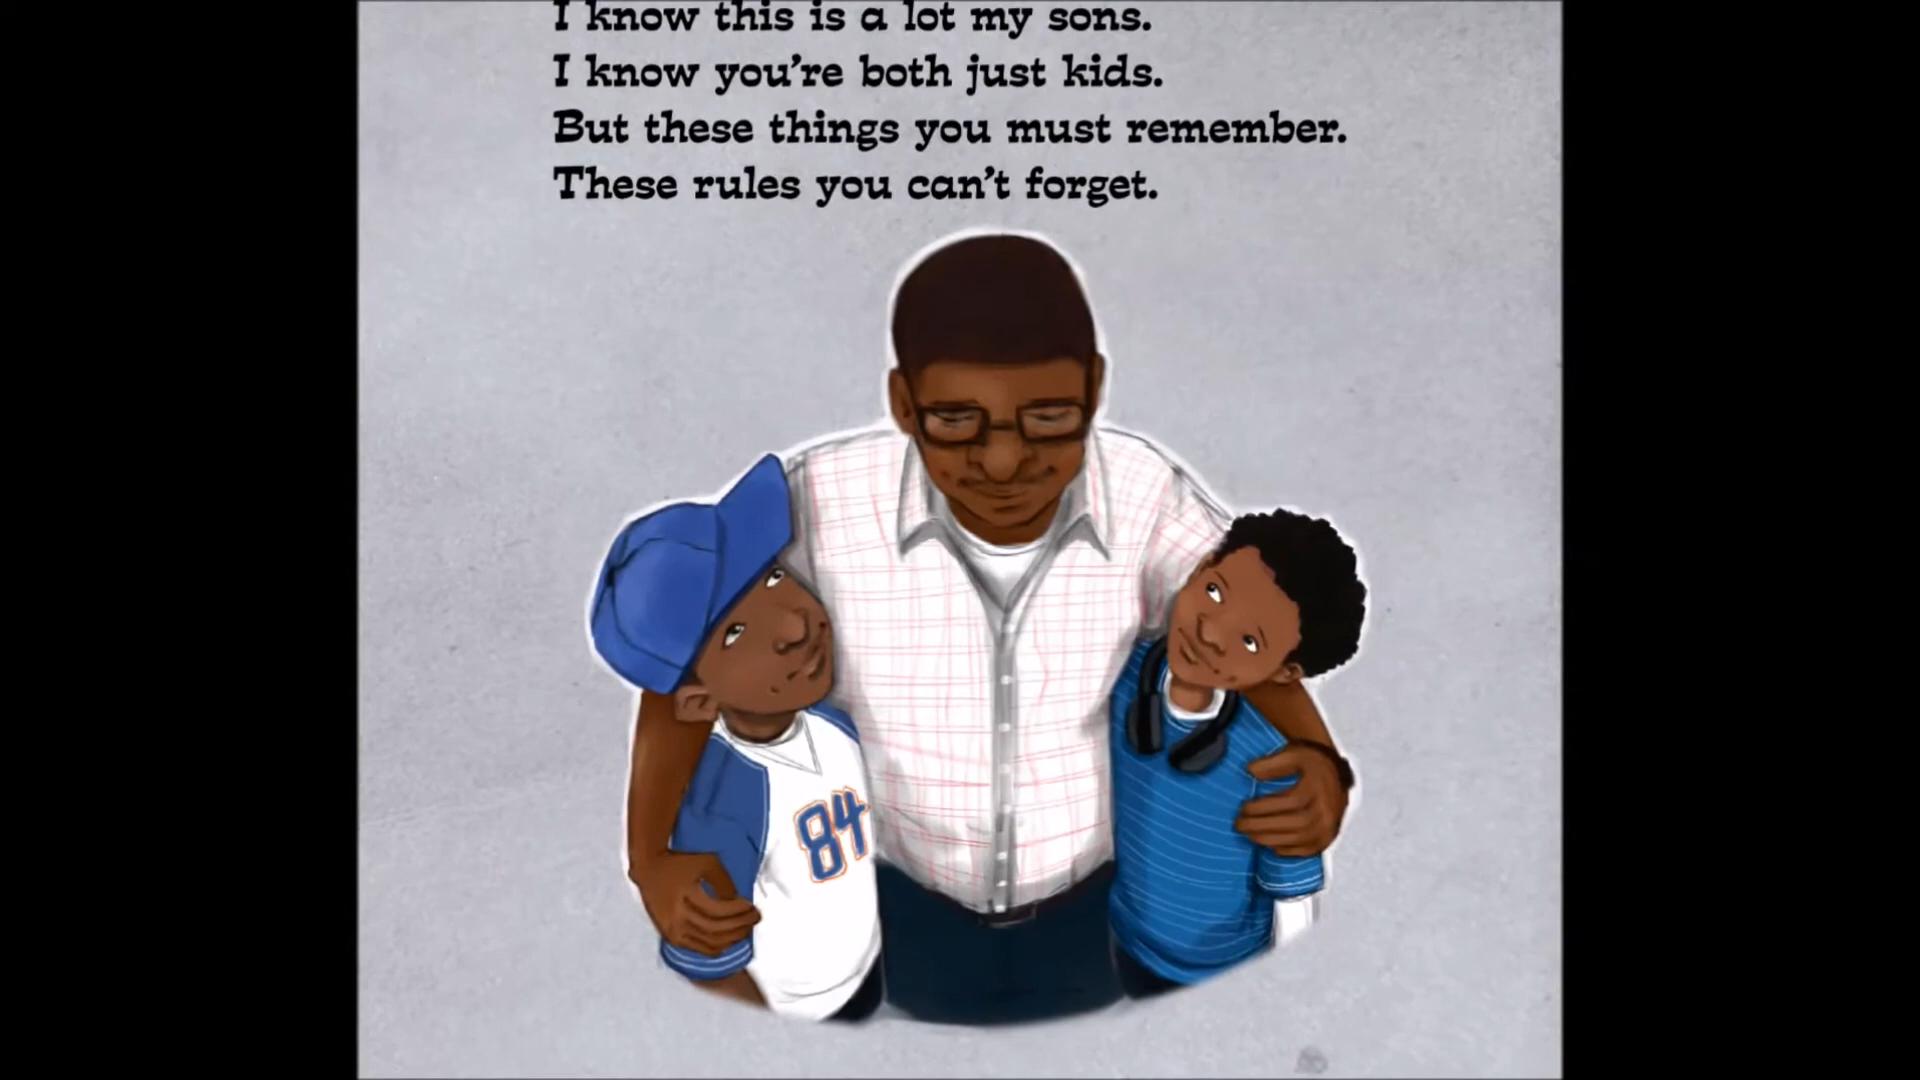 I know this is a lot my sons.
I know you’re both just kids.
But these things you must remember.
These rules you can’t forget.
84